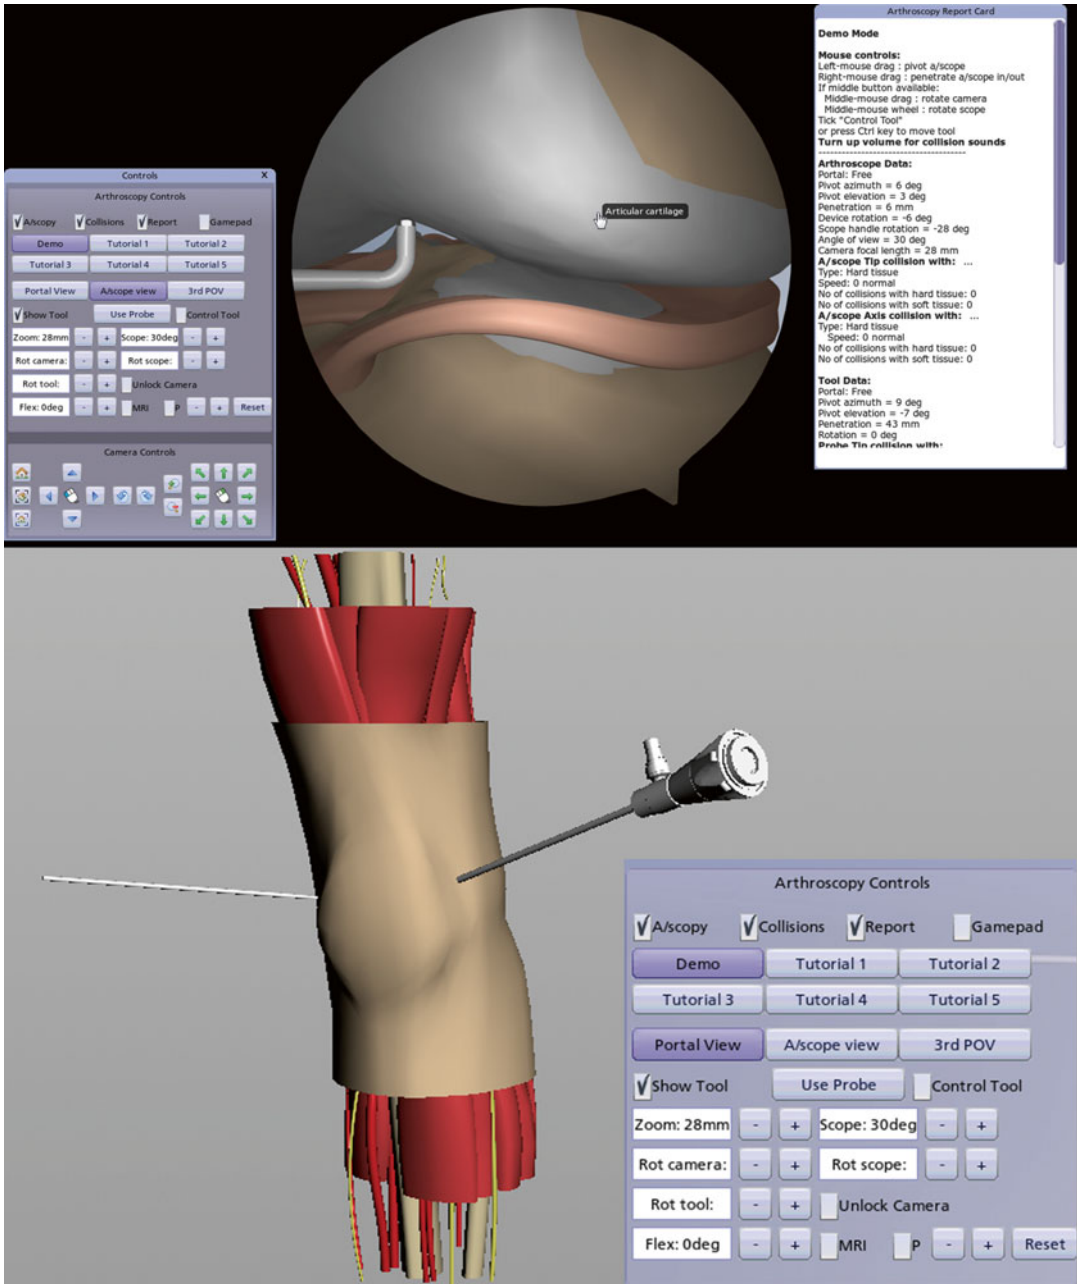 Controls X
Arthroscopy Controls
A/scopy Collisions Report Gamepad
Demo Tutorial 1 Tutorial 2
Tutorial 3 Tutorial 4 Tutorial 5
Portal View A/scope view 3rd POV
Show Tool Use Probe Control Tool
Zoom: 28mm - + Scope: 30deg - +
Rot camera: - + Rot scope: - +
Rot tool: - + Unlock Camera
Flex: 0deg - + MRI P - + Reset
Camera Controls
Articular cartilage
Arthroscopy Report Card
Demo Mode
Mouse controls:
Left-mouse drag : pivot a/scope
Right-mouse drag : penetrate a/scope in/out
If middle button available:
Middle-mouse drag : rotate camera
Middle-mouse wheel : rotate scope
Tick "Control Tool"
or press Ctrl key to move tool
Turn up volume for collision sounds
----------------------------------------
Arthroscope Data:
Portal: Free
Pivot azimuth = 6 deg
Pivot elevation = 3 deg
Penetration = 6 mm
Device rotation = -6 deg
Scope handle rotation = -28 deg
Angle of view = 30 deg
Camera focal length = 28 mm
A/scope Tip collision with: ...
Type: Hard tissue
Speed: 0 normal
No of collisions with hard tissue: 0
No of collisions with soft tissue: 0
A/scope Axis collision with: ...
Type: Hard tissue
Speed: 0 normal
No of collisions with hard tissue: 0
No of collisions with soft tissue: 0
Tool Data:
Portal: Free
Pivot azimuth = 9 deg
Pivot elevation = -7 deg
Penetration = 43 mm
Rotation = 0 deg
Probe Tip collision with:
Arthroscopy Controls
A/scopy Collisions Report Gamepad
Demo Tutorial 1 Tutorial 2
Tutorial 3 Tutorial 4 Tutorial 5
Portal View A/scope view 3rd POV
Show Tool Use Probe Control Tool
Zoom: 28mm - + Scope: 30deg - +
Rot camera: - + Rot scope: - +
Rot tool: - + Unlock Camera
Flex: 0deg - + MRI P - + Reset